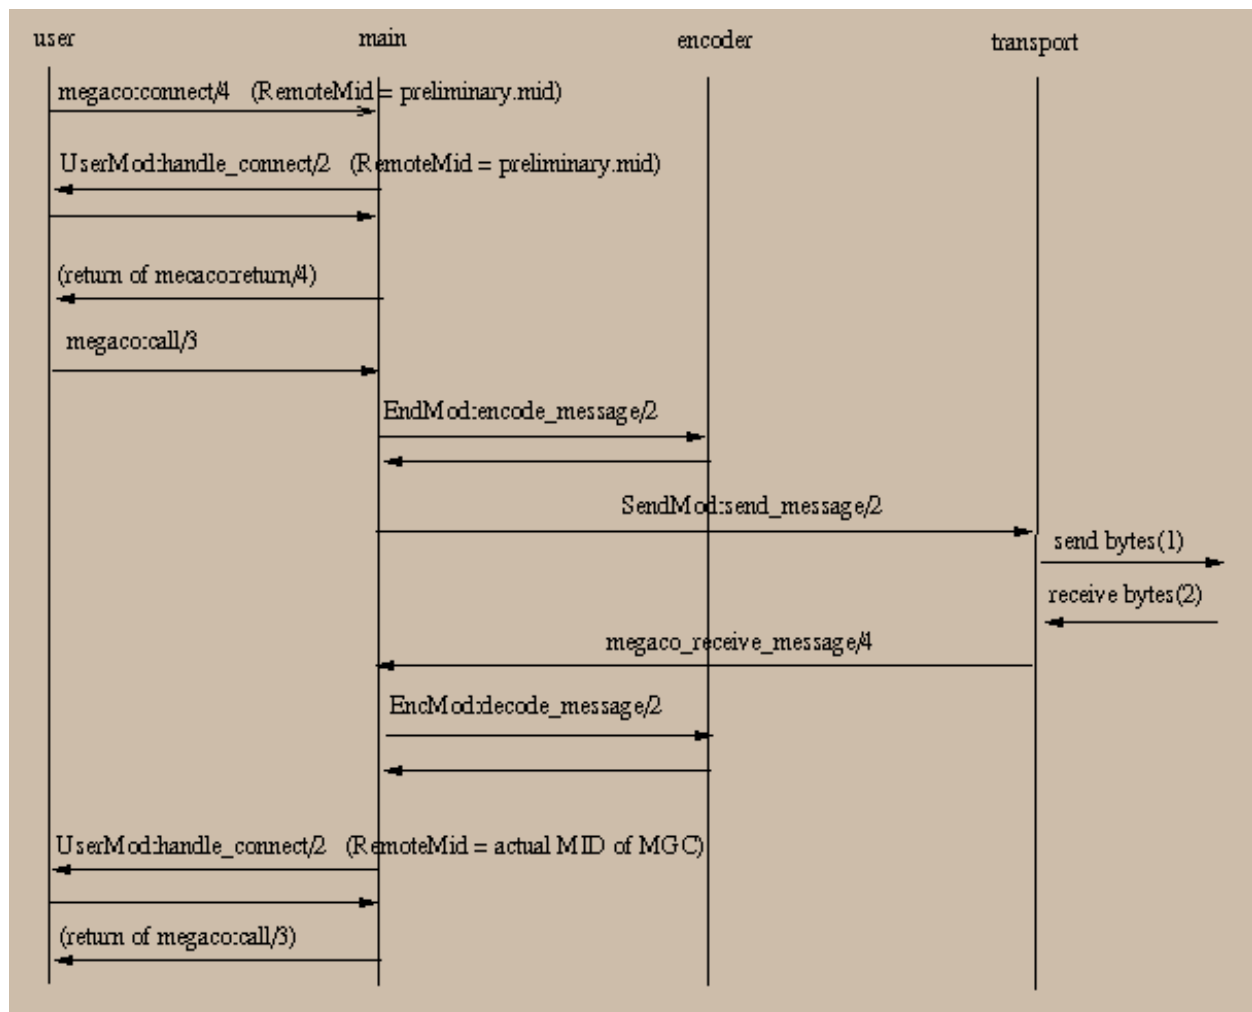 user main encoder transport
megaco:connect/4 (RemoteMid = preliminary.mid)
UserMod:handle_connect/2 (RemoteMid = preliminary.mid)
(return of mecaco:return/4)
megaco:call/3
EndMod:encode_message/2
SendMod:send_message/2
send bytes(1)
receive bytes(2)
megaco_receive_message/4
EncMod:decode_message/2
UserMod:handle_connect/2 (RemoteMid = actual MID of MGC)
(return of megaco:call/3)